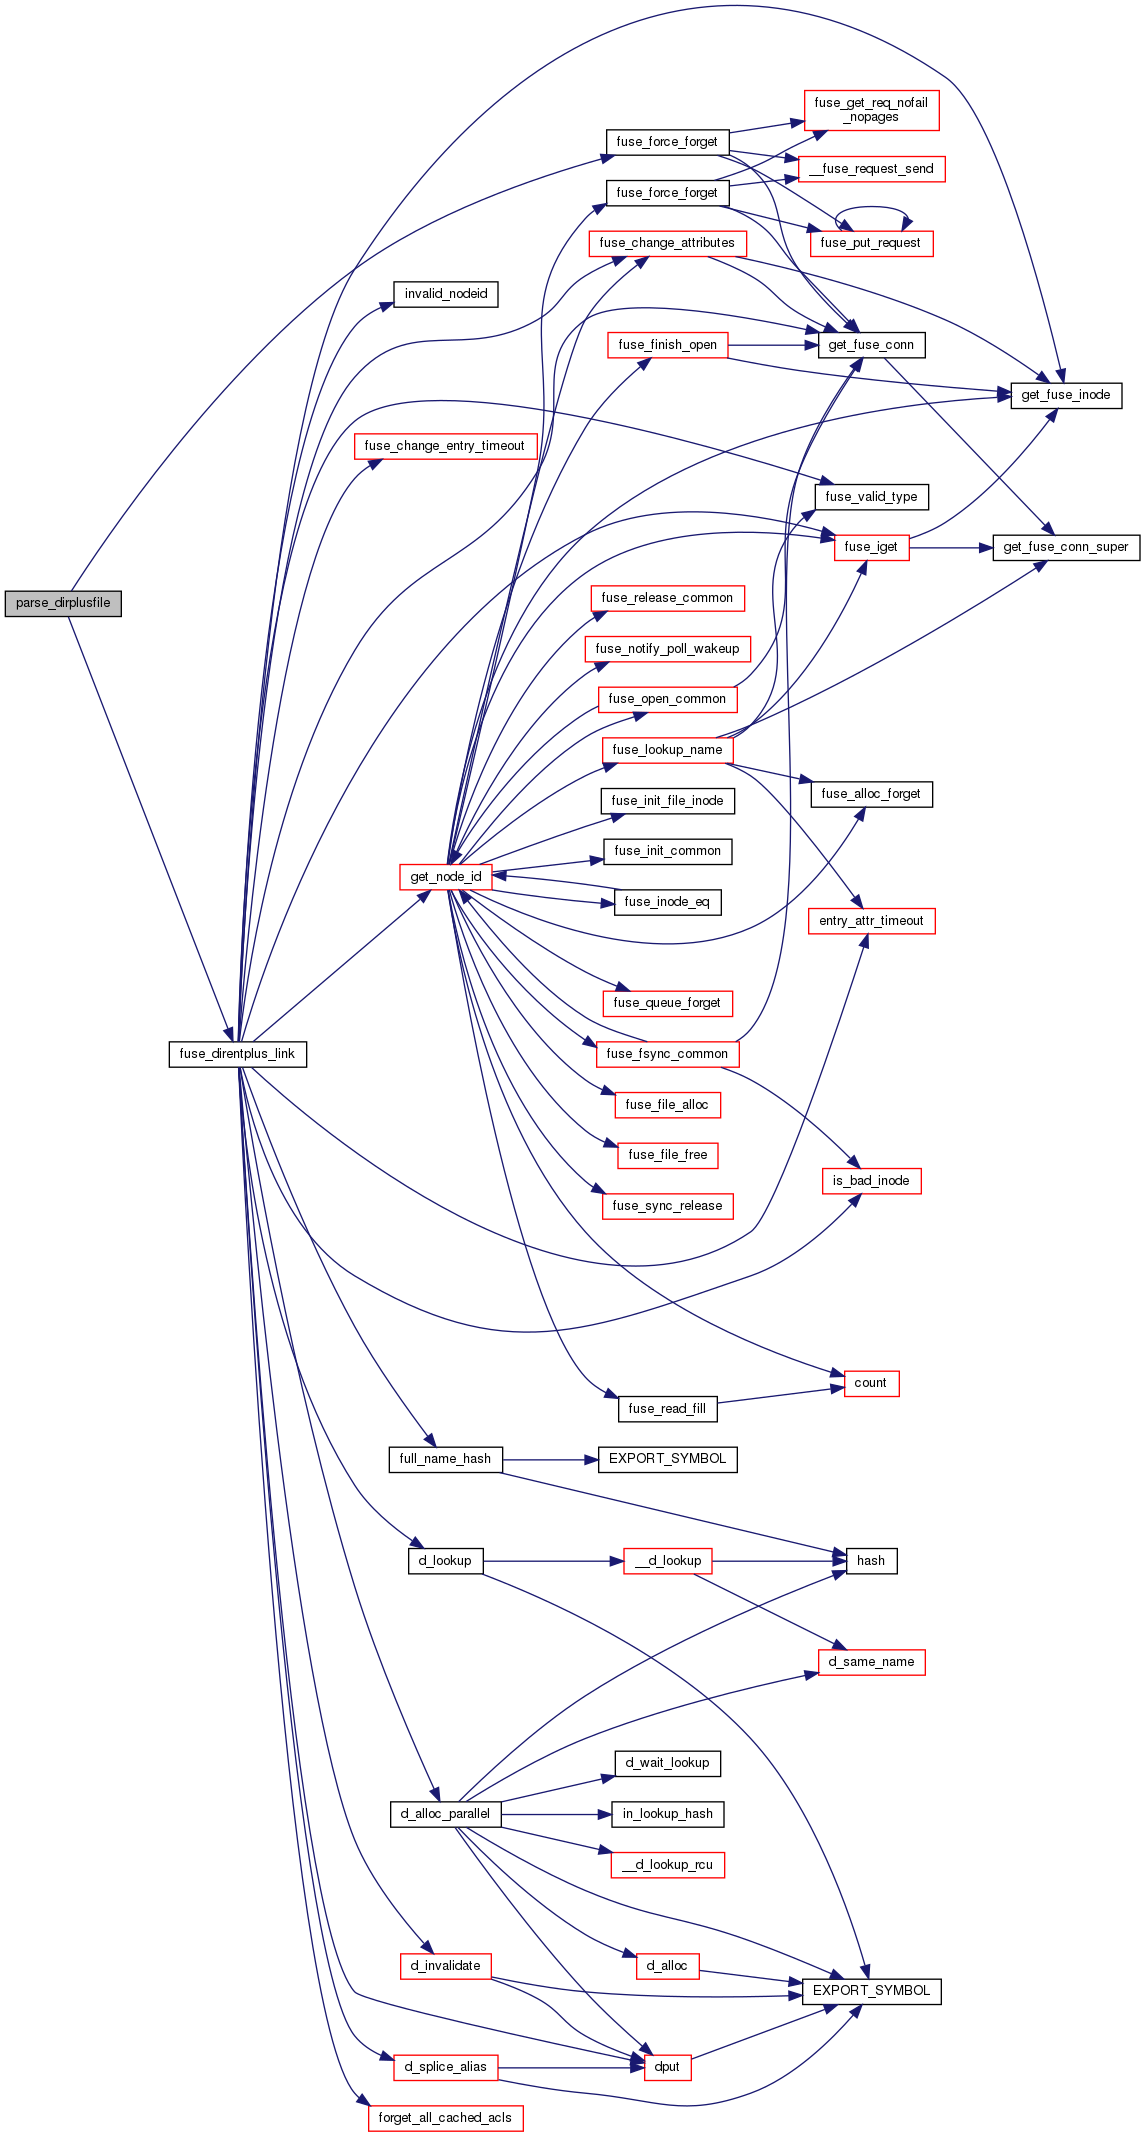 fuse_get_req_nofail
_nopages
fuse_force_forget
__fuse_request_send
fuse_force_forget
fuse_change_attributes
fuse_put_request
invalid_nodeid
fuse_finish_open
get_fuse_conn
get_fuse_inode
fuse_change_entry_timeout
fuse_valid_type
fuse_iget
get_fuse_conn_super
parse_dirplusfile
fuse_release_common
fuse_notify_poll_wakeup
fuse_open_common
fuse_lookup_name
fuse_alloc_forget
fuse_init_file_inode
fuse_init_common
get_node_id
fuse_inode_eq
entry_attr_timeout
fuse_queue_forget
fuse_direntplus_link
fuse_fsync_common
fuse_file_alloc
fuse_file_free
is_bad_inode
fuse_sync_release
count
fuse_read_fill
full_name_hash
EXPORT_SYMBOL
d_lookup
__d_lookup
hash
d_same_name
d_wait_lookup
d_alloc_parallel
in_lookup_hash
__d_lookup_rcu
d_invalidate
d_alloc
EXPORT_SYMBOL
d_splice_alias
dput
forget_all_cached_acls